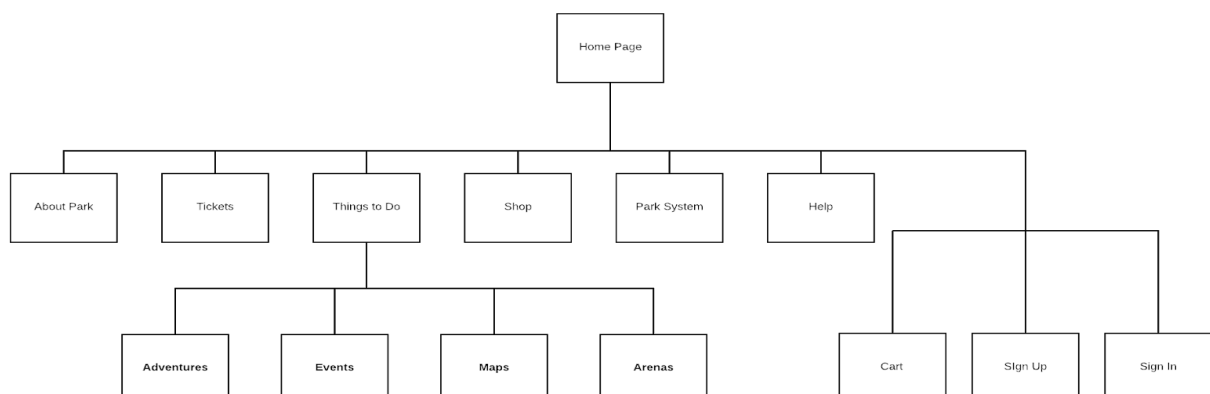 Home Page
About Park
Tickets
Things to Do
Shop
Park System
Help
Adventures
Events
Maps
Arenas
Cart
SIgn Up
Sign In